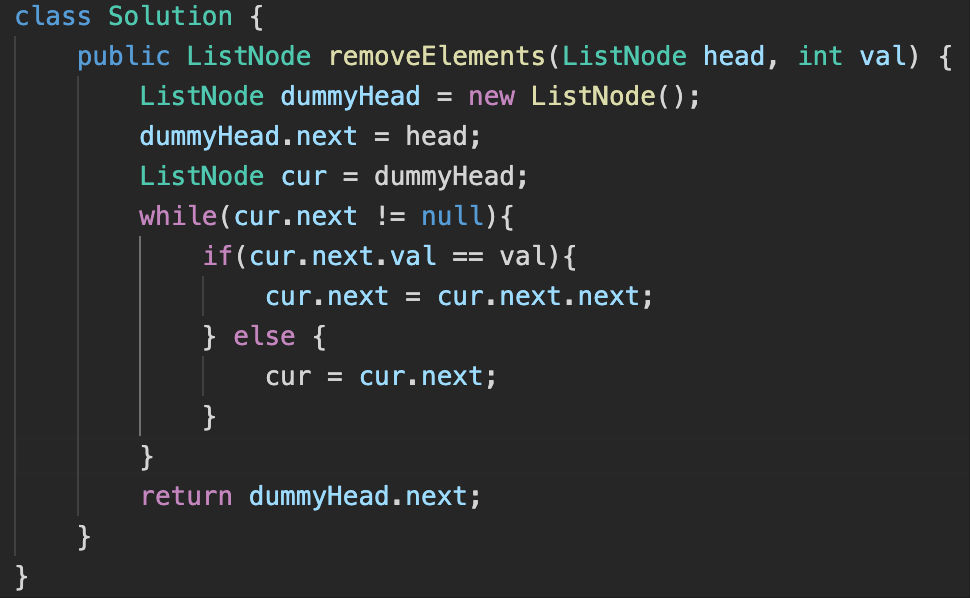 class Solution {
    public ListNode removeElements(ListNode head, int val) {
        ListNode dummyHead = new ListNode();
        dummyHead.next = head;
        ListNode cur = dummyHead;
        while(cur.next != null){
            if(cur.next.val == val){
                cur.next = cur.next.next;
            } else {
                cur = cur.next;
            }
        }
        return dummyHead.next;
    }
}